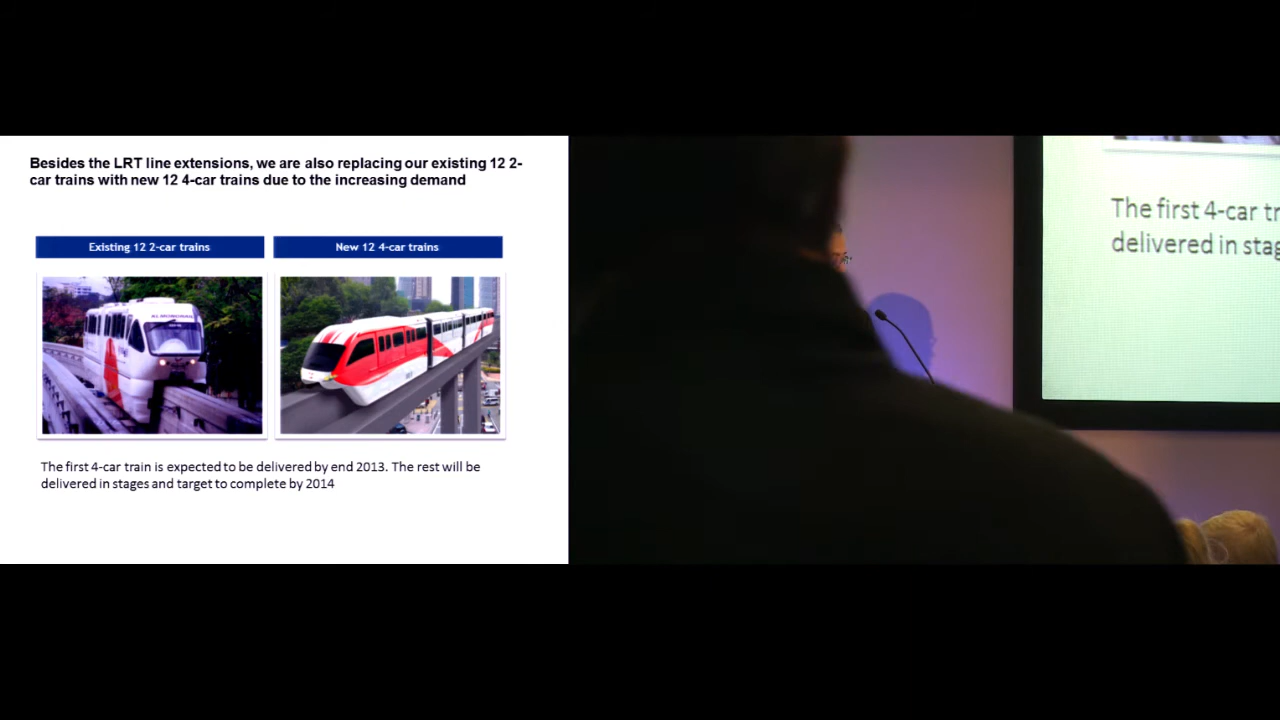 Besides the LRT line extensions, we are also replacing our existing 12 2-
car trains with new 12 4-car trains due to the increasing demand
Existing 12 2-car trains
New 12 4-car trains
The first 4-car train is expected to be delivered by end 2013. The rest will be
delivered in stages and target to complete by 2014
The first 4-car tr
delivered in stag